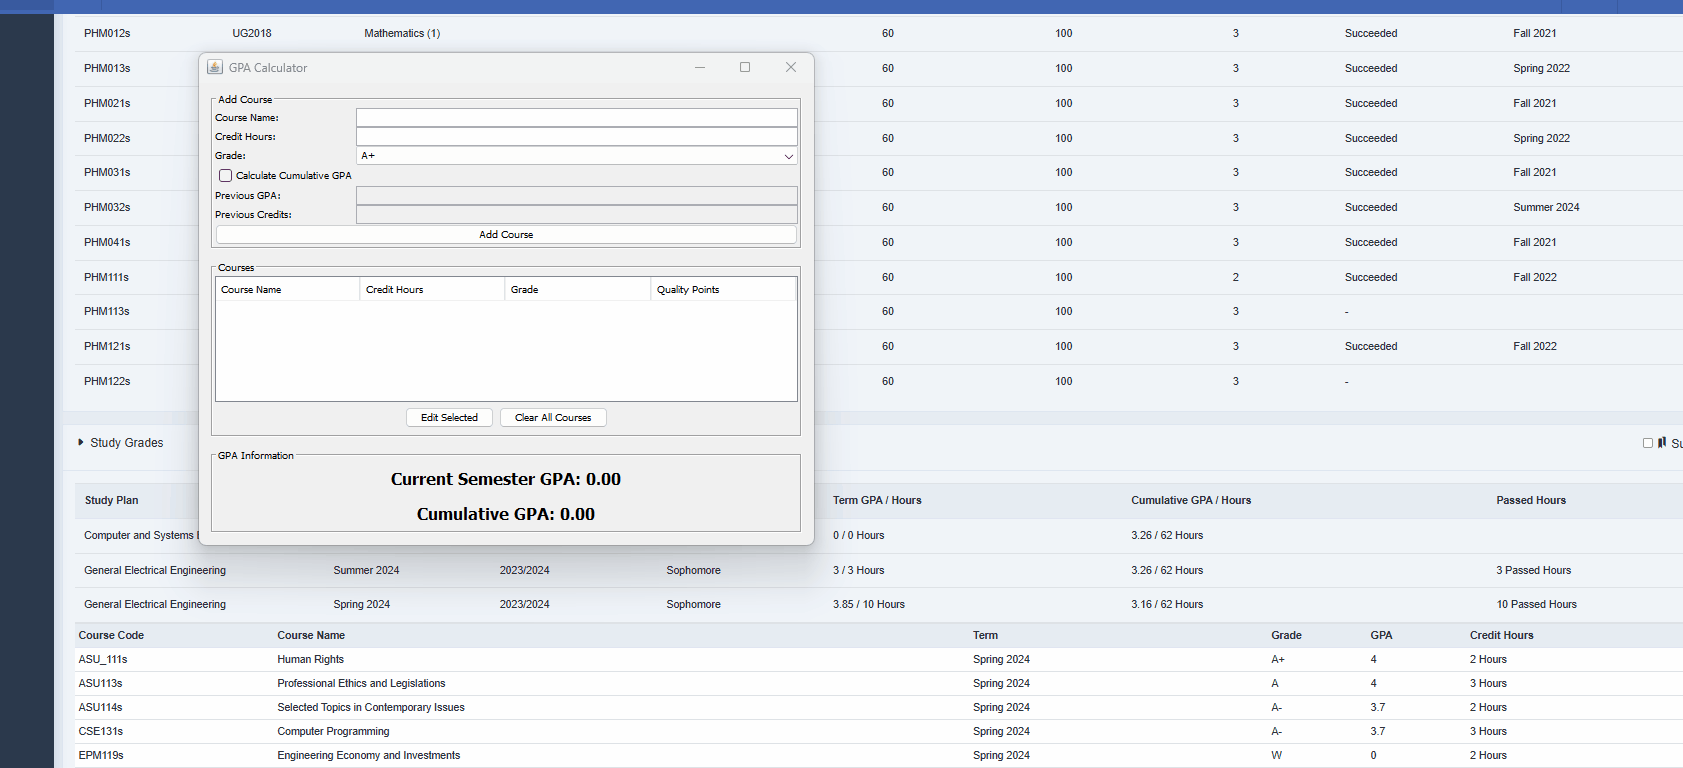 PHM012s UG2018 Mathematics (1) 60 100 3 Succeeded Fall 2021
PHM013s 60 100 3 Succeeded Spring 2022
PHM021s 60 100 3 Succeeded Fall 2021
PHM022s 60 100 3 Succeeded Spring 2022
PHM031s 60 100 3 Succeeded Fall 2021
PHM032s 60 100 3 Succeeded Summer 2024
PHM041s 60 100 3 Succeeded Fall 2021
PHM111s 60 100 2 Succeeded Fall 2022
PHM113s 60 100 3 -
PHM121s 60 100 3 Succeeded Fall 2022
PHM122s 60 100 3 -
GPA Calculator
Add Course
Course Name:
Credit Hours:
Grade: A+
Calculate Cumulative GPA
Previous GPA:
Previous Credits:
Add Course
Courses
Course Name Credit Hours Grade Quality Points
Edit Selected Clear All Courses
GPA Information
Current Semester GPA: 0.00
Cumulative GPA: 0.00
Study Grades
Study Plan Term GPA / Hours Cumulative GPA / Hours Passed Hours
Computer and Systems 0 / 0 Hours 3.26 / 62 Hours
General Electrical Engineering Summer 2024 2023/2024 Sophomore 3 / 3 Hours 3.26 / 62 Hours 3 Passed Hours
General Electrical Engineering Spring 2024 2023/2024 Sophomore 3.85 / 10 Hours 3.16 / 62 Hours 10 Passed Hours
Course Code Course Name Term Grade GPA Credit Hours
ASU_111s Human Rights Spring 2024 A+ 4 2 Hours
ASU113s Professional Ethics and Legislations Spring 2024 A 4 3 Hours
ASU114s Selected Topics in Contemporary Issues Spring 2024 A- 3.7 2 Hours
CSE131s Computer Programming Spring 2024 A- 3.7 3 Hours
EPM119s Engineering Economy and Investments Spring 2024 W 0 2 Hours